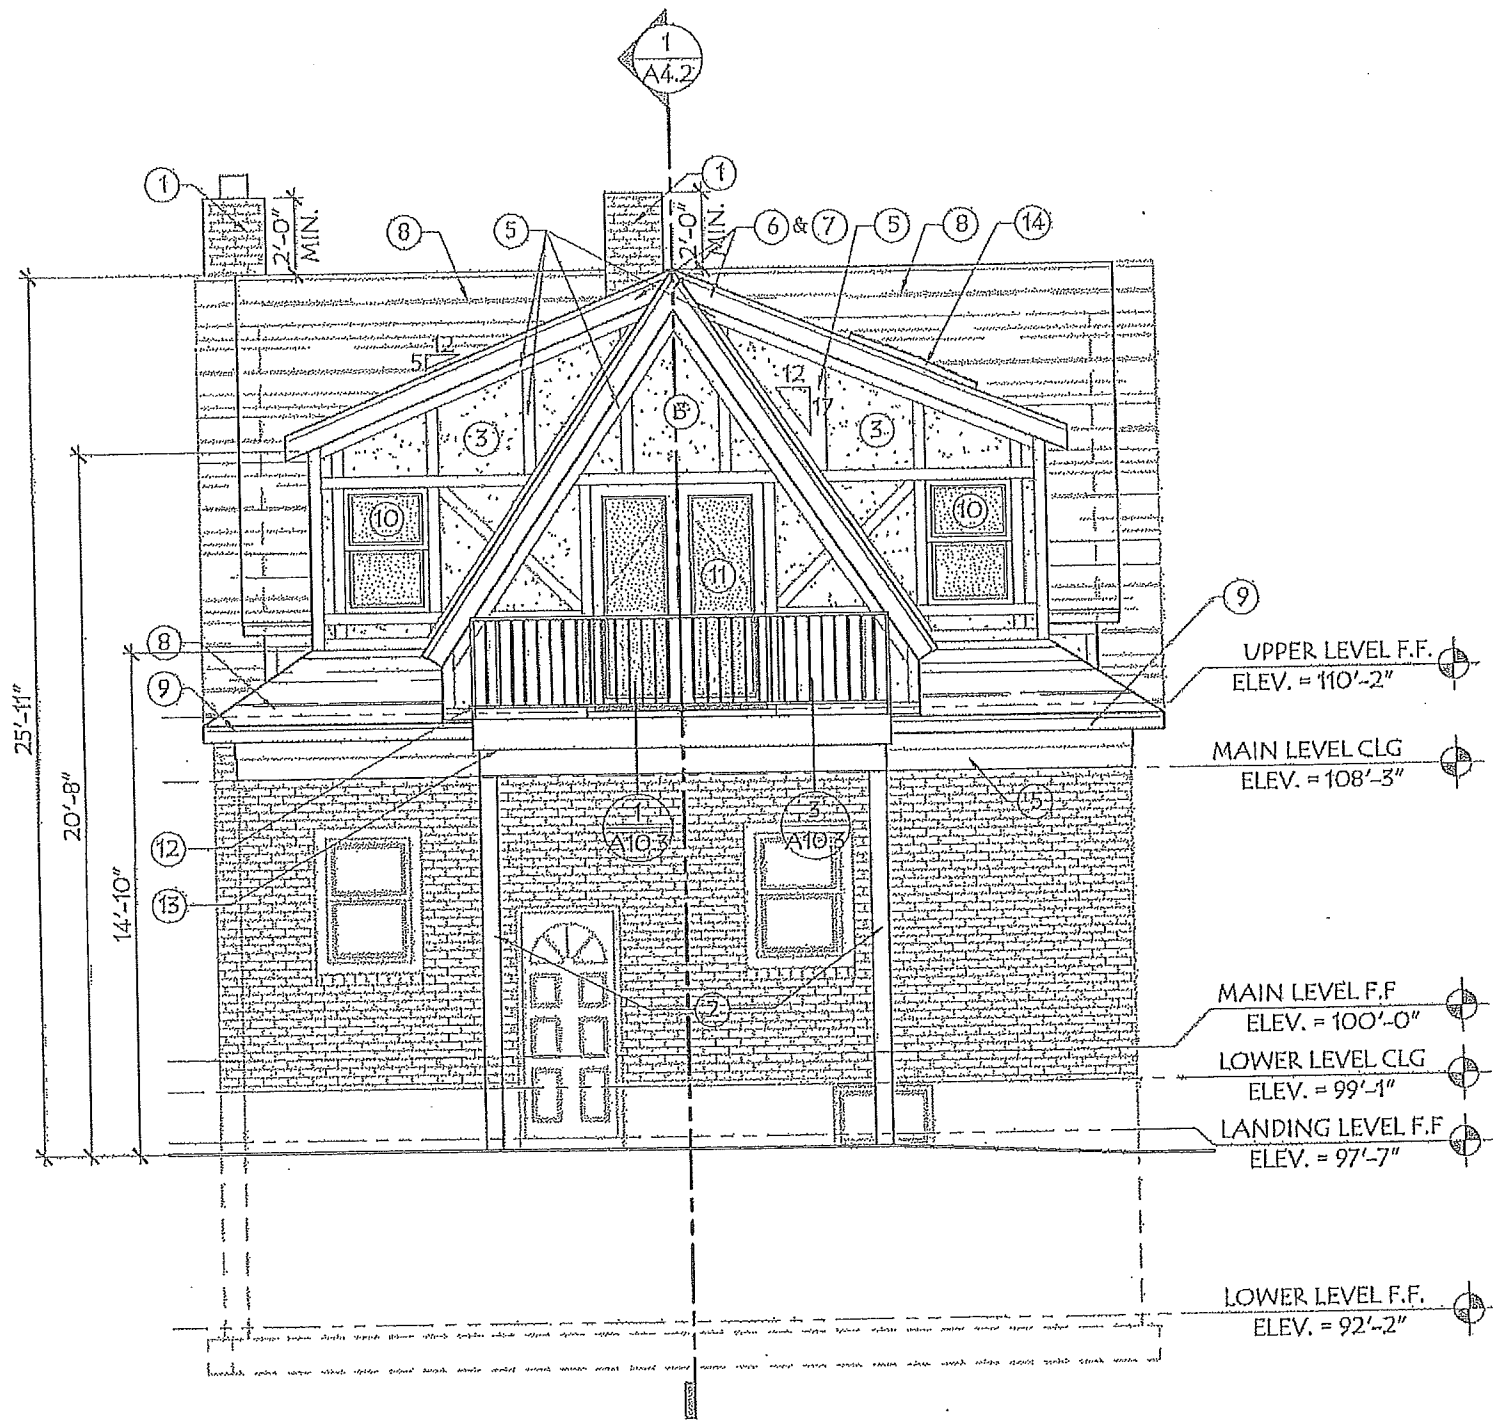 1
A4.2
1
1
2'-0"
MIN.
2'-0"
MIN.
8
5
6 & 7
5
8
14
12
5
12
17
3
3
10
10
11
9
8
9
UPPER LEVEL F.F.
ELEV. = 110'-2"
MAIN LEVEL CLG
ELEV. = 108'-3"
25'-11"
20'-8"
14'-10"
5
1
A10.3
3
A10.3
12
13
2
MAIN LEVEL F.F
ELEV. = 100'-0"
LOWER LEVEL CLG
ELEV. = 99'-1"
LANDING LEVEL F.F
ELEV. = 97'-7"
LOWER LEVEL F.F.
ELEV. = 92'-2"